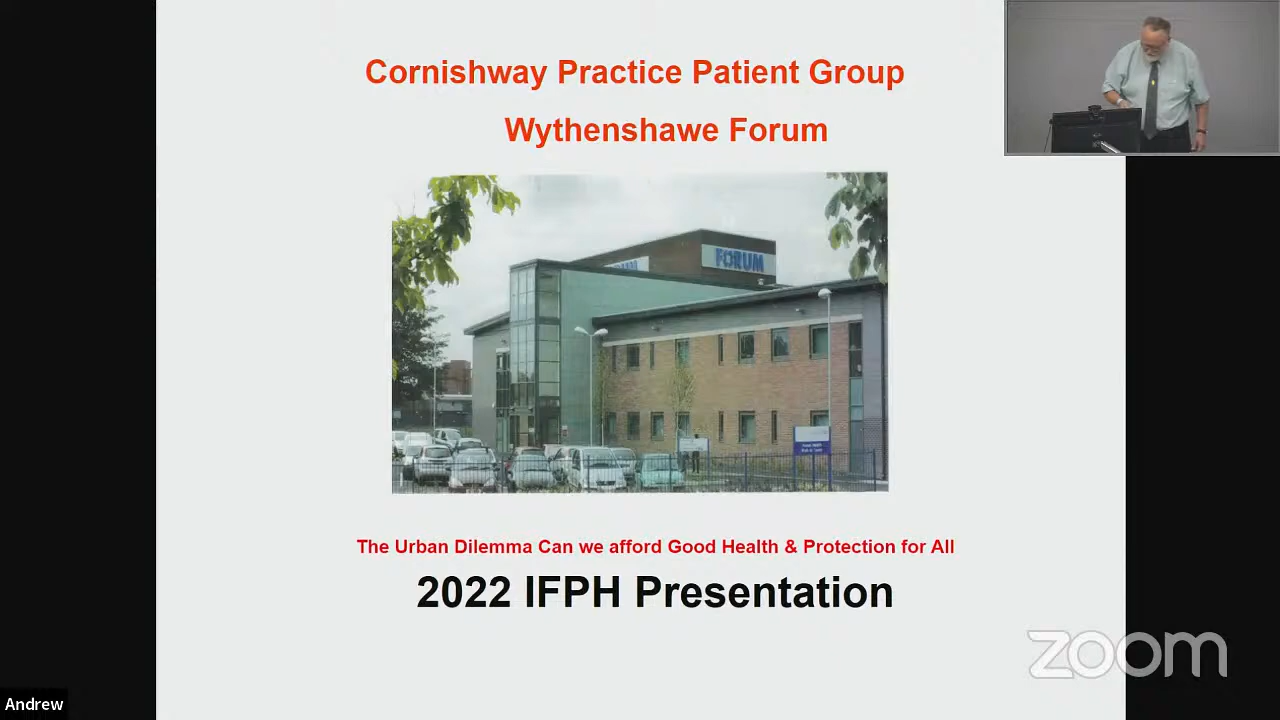 Cornishway Practice Patient Group
Wythenshawe Forum
FORUM
The Urban Dilemma Can we afford Good Health & Protection for All
2022 IFPH Presentation
zoom
Andrew